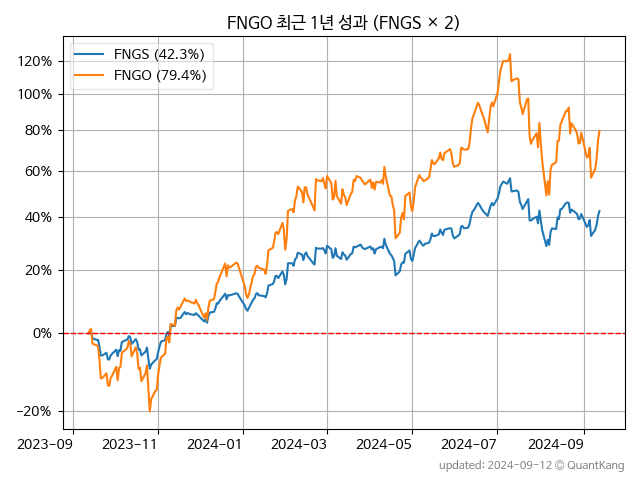 FNGO 최근 1년 성과 (FNGS × 2)
FNGS (42.3%)
FNGO (79.4%)
120%
100%
80%
60%
40%
20%
0%
−20%
2023−09 2023−11 2024−01 2024−03 2024−05 2024−07 2024−09
updated: 2024−09−12 © QuantKang